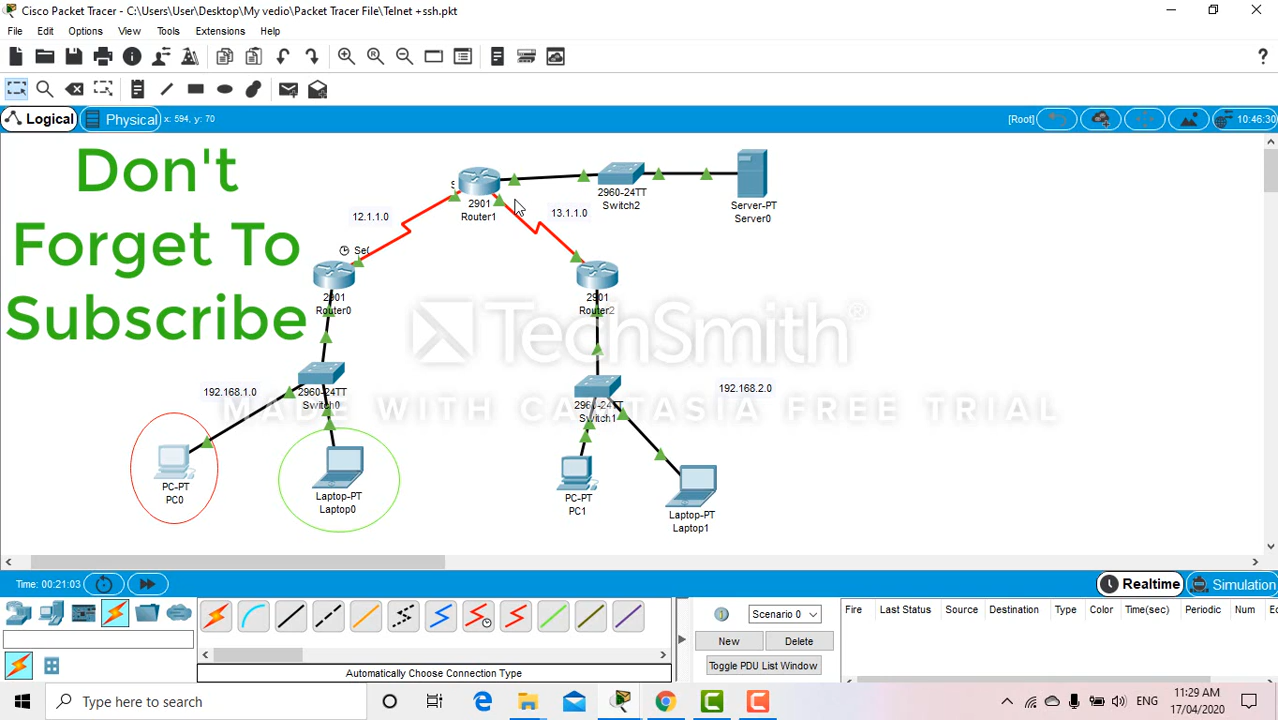 Cisco Packet Tracer - C:\Users\User\Desktop\My vedio\Packet Tracer File\Telnet +ssh.pkt
File Edit Options View Tools Extensions Help
Logical Physical x: 594, y: 70 [Root] 10:46:30
Don't
Forget To
Subscribe
2901
Router1
2960-24TT
Switch2
Server-PT
Server0
12.1.1.0
13.1.1.0
2901
Router0
2901
Router2
TechSmith®
MADE WITH CAMTASIA FREE TRIAL
192.168.1.0
2960-24TT
Switch0
2960-24TT
Switch1
192.168.2.0
PC-PT
PC0
Laptop-PT
Laptop0
PC-PT
PC1
Laptop-PT
Laptop1
Time: 00:21:03 Realtime Simulation
Scenario 0
New Delete
Toggle PDU List Window
Fire Last Status Source Destination Type Color Time(sec) Periodic Num
Automatically Choose Connection Type
Type here to search
ENG
11:29 AM
17/04/2020